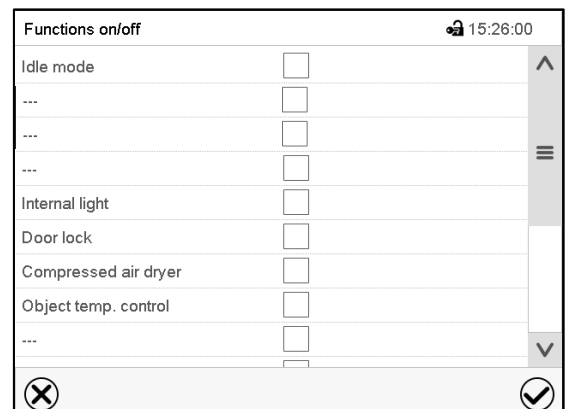 Functions on/off 15:26:00
Idle mode
---
---
---
Internal light
Door lock
Compressed air dryer
Object temp. control
---